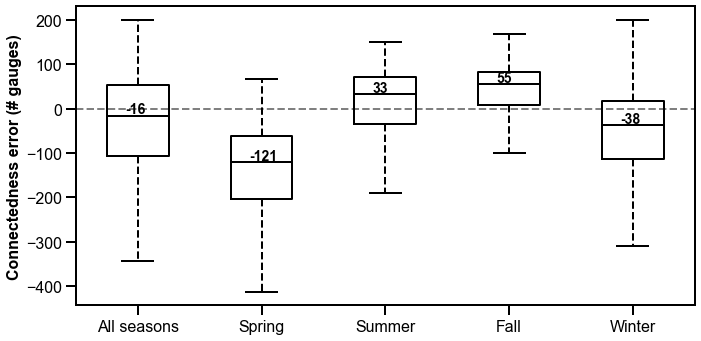 Connectedness error (# gauges)
200
100
0
−100
−200
−300
−400
-16
-121
33
55
-38
All seasons
Spring
Summer
Fall
Winter